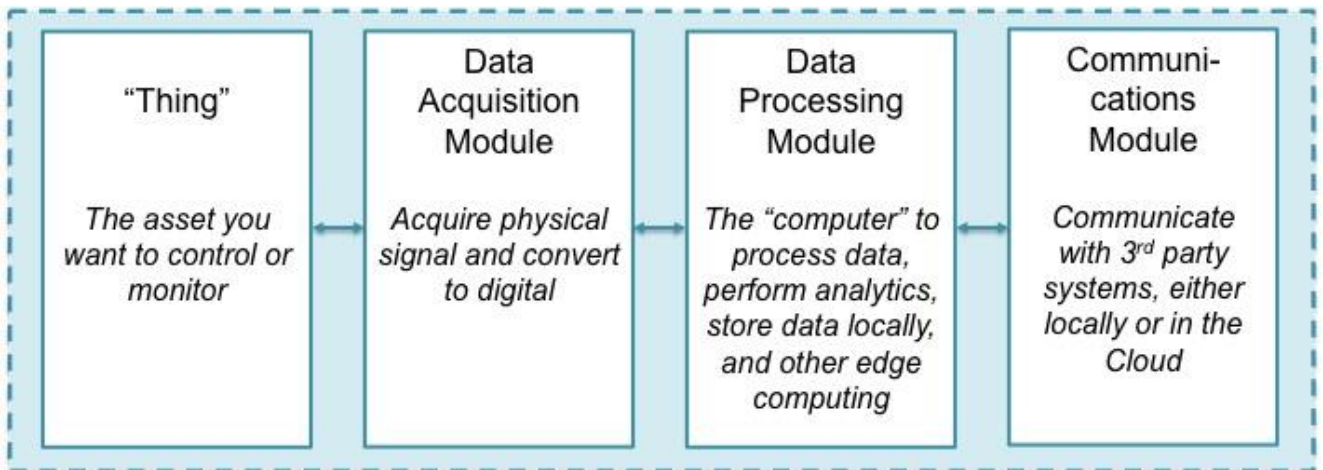 “Thing”
The asset you
want to control or
monitor
Data
Acquisition
Module
Acquire physical
signal and convert
to digital
Data
Processing
Module
The “computer” to
process data,
perform analytics,
store data locally,
and other edge
computing
Communi-
cations
Module
Communicate
with 3rd party
systems, either
locally or in the
Cloud